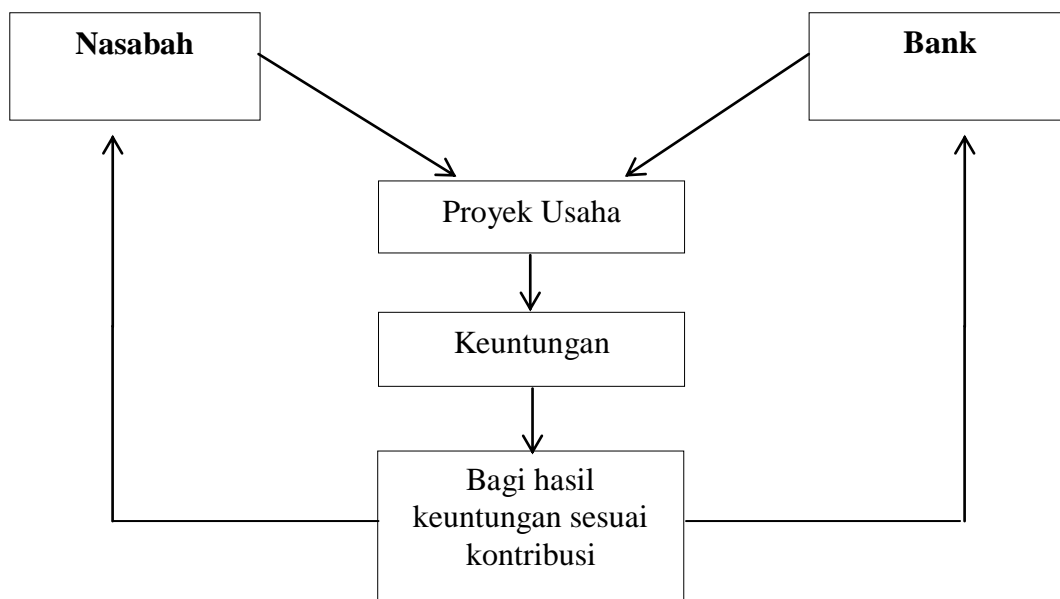 Nasabah
Bank
Proyek Usaha
Keuntungan
Bagi hasil
keuntungan sesuai
kontribusi